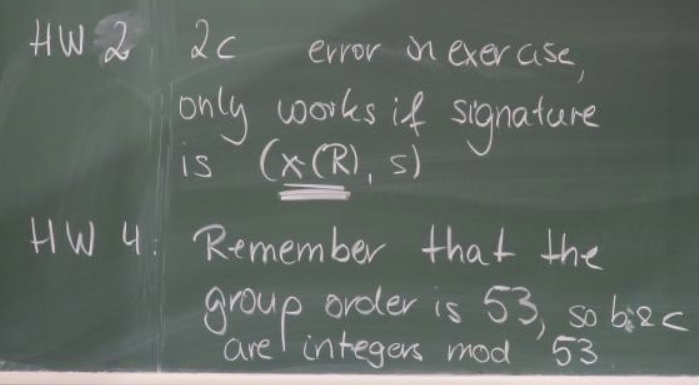 HW 2 2c error in exercise,
only works if signature
is (x(R), s)
HW 4: Remember that the
group order is 53, so b_i & c
are integers mod 53